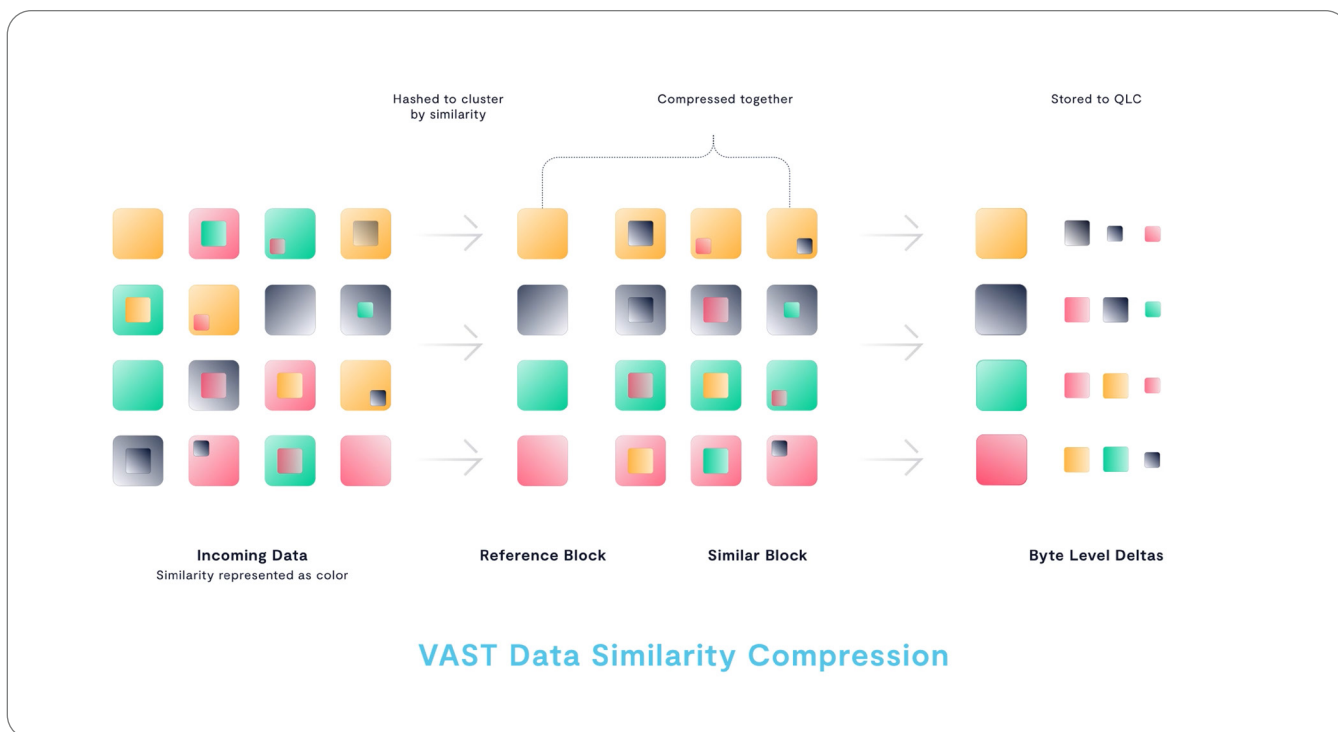 Hashed to cluster
by similarity
Compressed together
Stored to QLC
Incoming Data
Similarity represented as color
Reference Block
Similar Block
Byte Level Deltas
VAST Data Similarity Compression